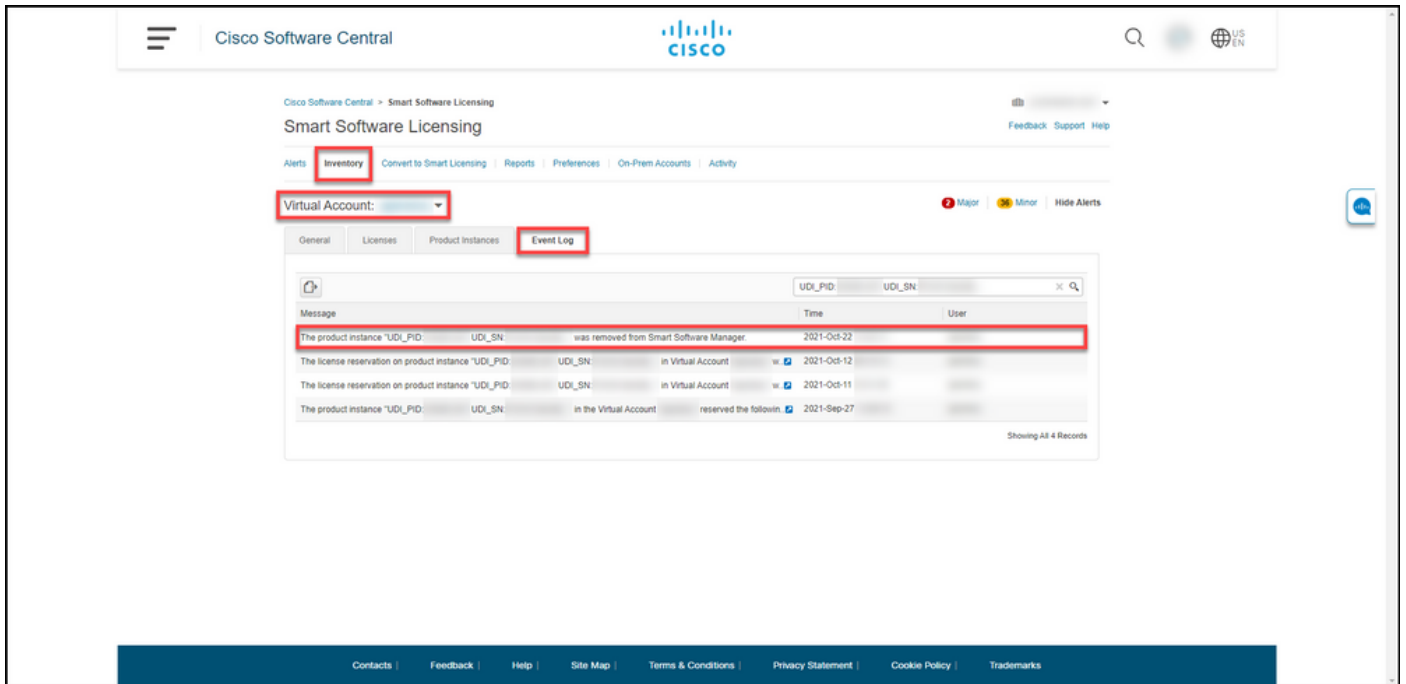 Cisco Software Central
CISCO
US
EN
Cisco Software Central > Smart Software Licensing
Smart Software Licensing
Feedback Support Help
Alerts Inventory Convert to Smart Licensing | Reports | Preferences | On-Prem Accounts | Activity
Virtual Account:
2 Major | 36 Minor | Hide Alerts
General Licenses Product Instances Event Log
UDI_PID: UDI_SN:
Message Time User
The product instance "UDI_PID: UDI_SN: was removed from Smart Software Manager. 2021-Oct-22
The license reservation on product instance "UDI_PID: UDI_SN: in Virtual Account w.. 2021-Oct-12
The license reservation on product instance "UDI_PID: UDI_SN: in Virtual Account w.. 2021-Oct-11
The product instance "UDI_PID: UDI_SN: in the Virtual Account reserved the followin.. 2021-Sep-27
Showing All 4 Records
Contacts | Feedback | Help | Site Map | Terms & Conditions | Privacy Statement | Cookie Policy | Trademarks